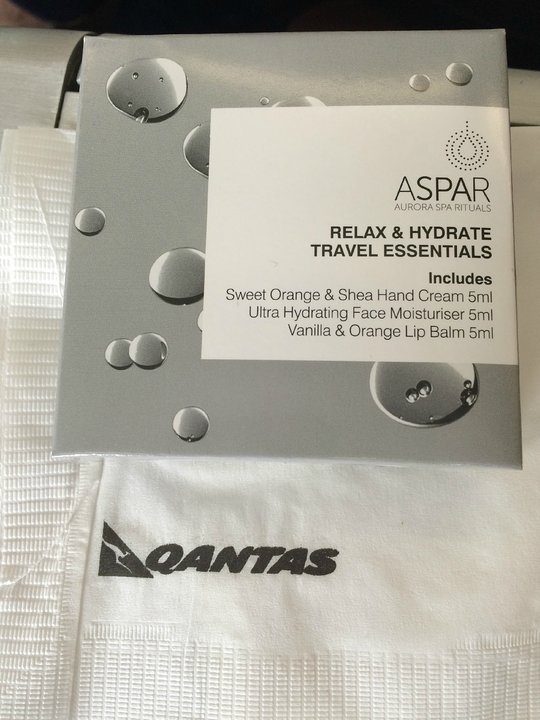 ASPAR
AURORA SPA RITUALS
RELAX & HYDRATE
TRAVEL ESSENTIALS
Includes
Sweet Orange & Shea Hand Cream 5ml
Ultra Hydrating Face Moisturiser 5ml
Vanilla & Orange Lip Balm 5ml
QANTAS